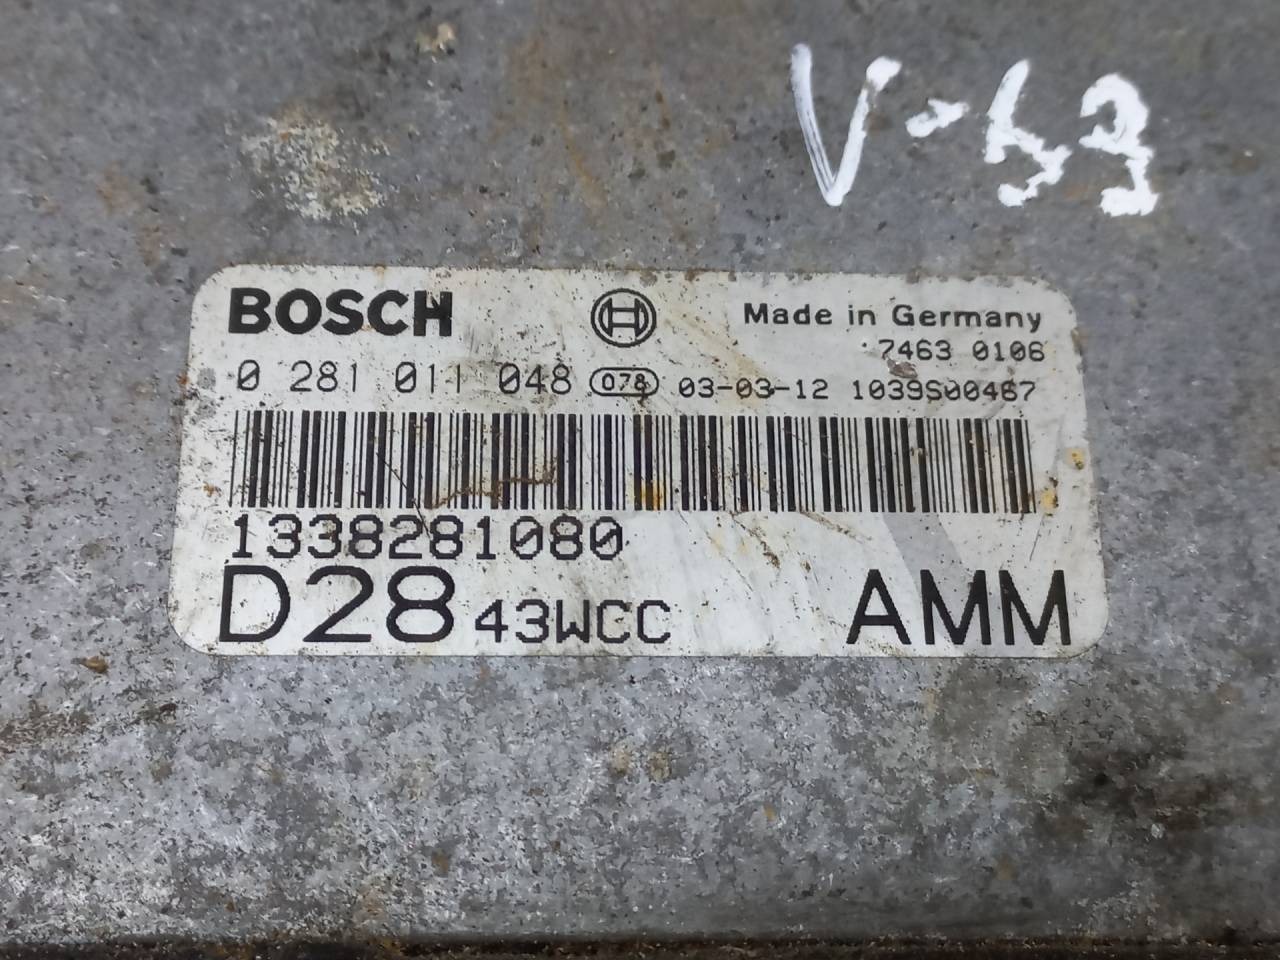 V-53
BOSCH Made in Germany
7463 0106
0 281 011 048 078 03-03-12 1039S00467
1338281080
D28 43WCC AMM